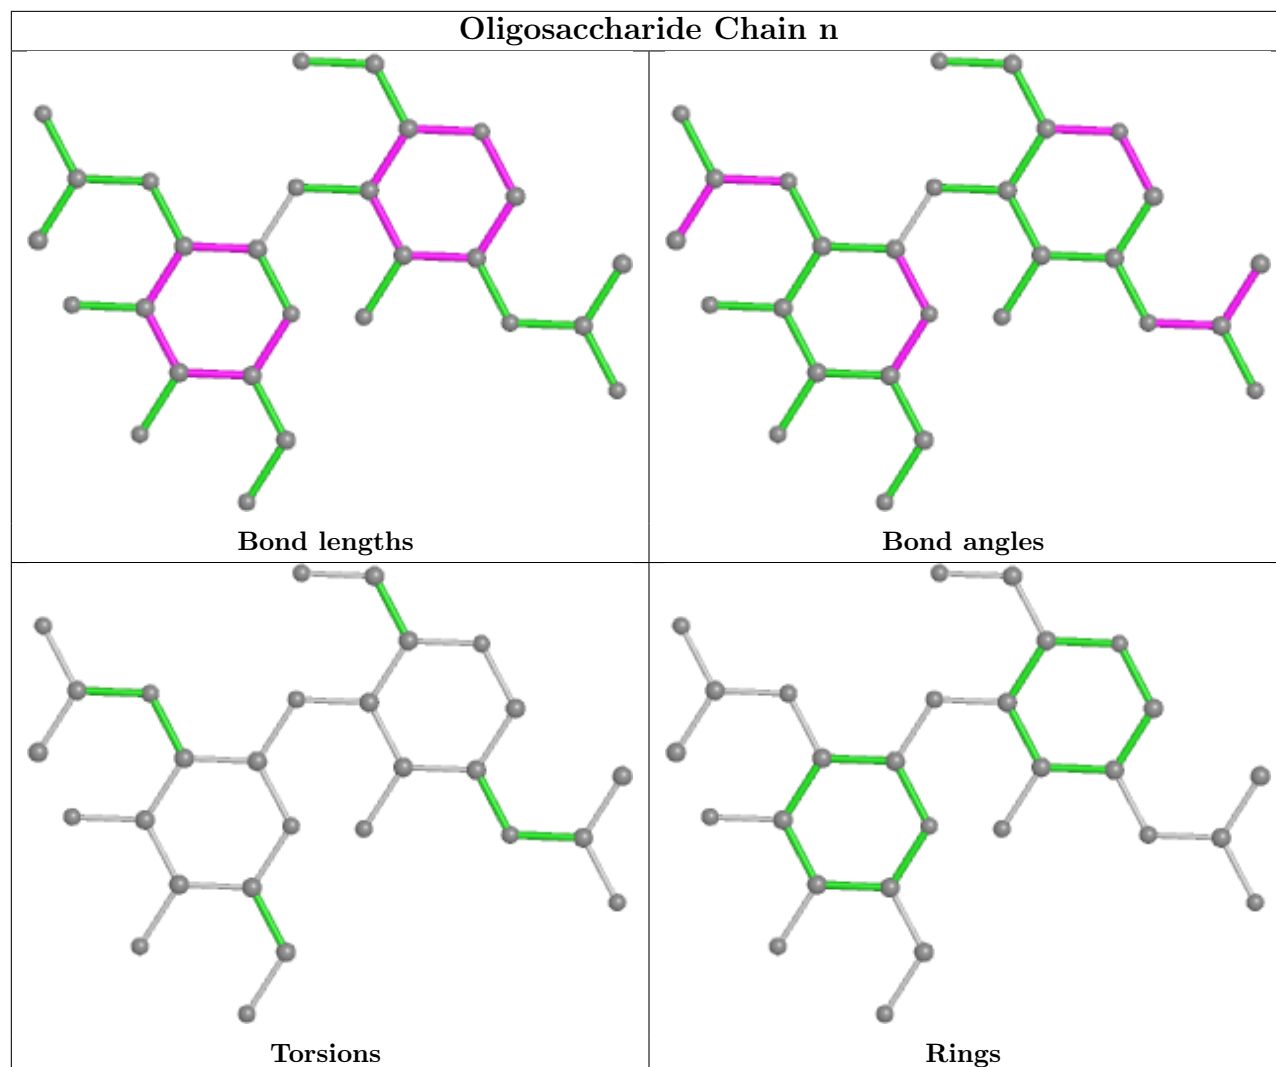 Oligosaccharide Chain n
Bond lengths
Bond angles
Torsions
Rings